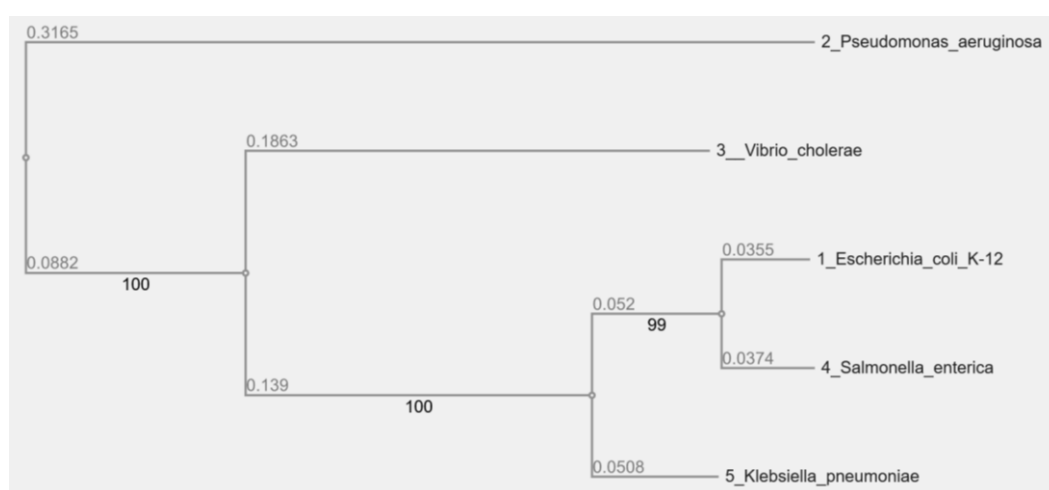 0.3165
2_Pseudomonas_aeruginosa
0.1863
3__Vibrio_cholerae
0.0355
1_Escherichia_coli_K-12
0.0882
100
0.052
99
0.0374
4_Salmonella_enterica
0.139
100
0.0508
5_Klebsiella_pneumoniae